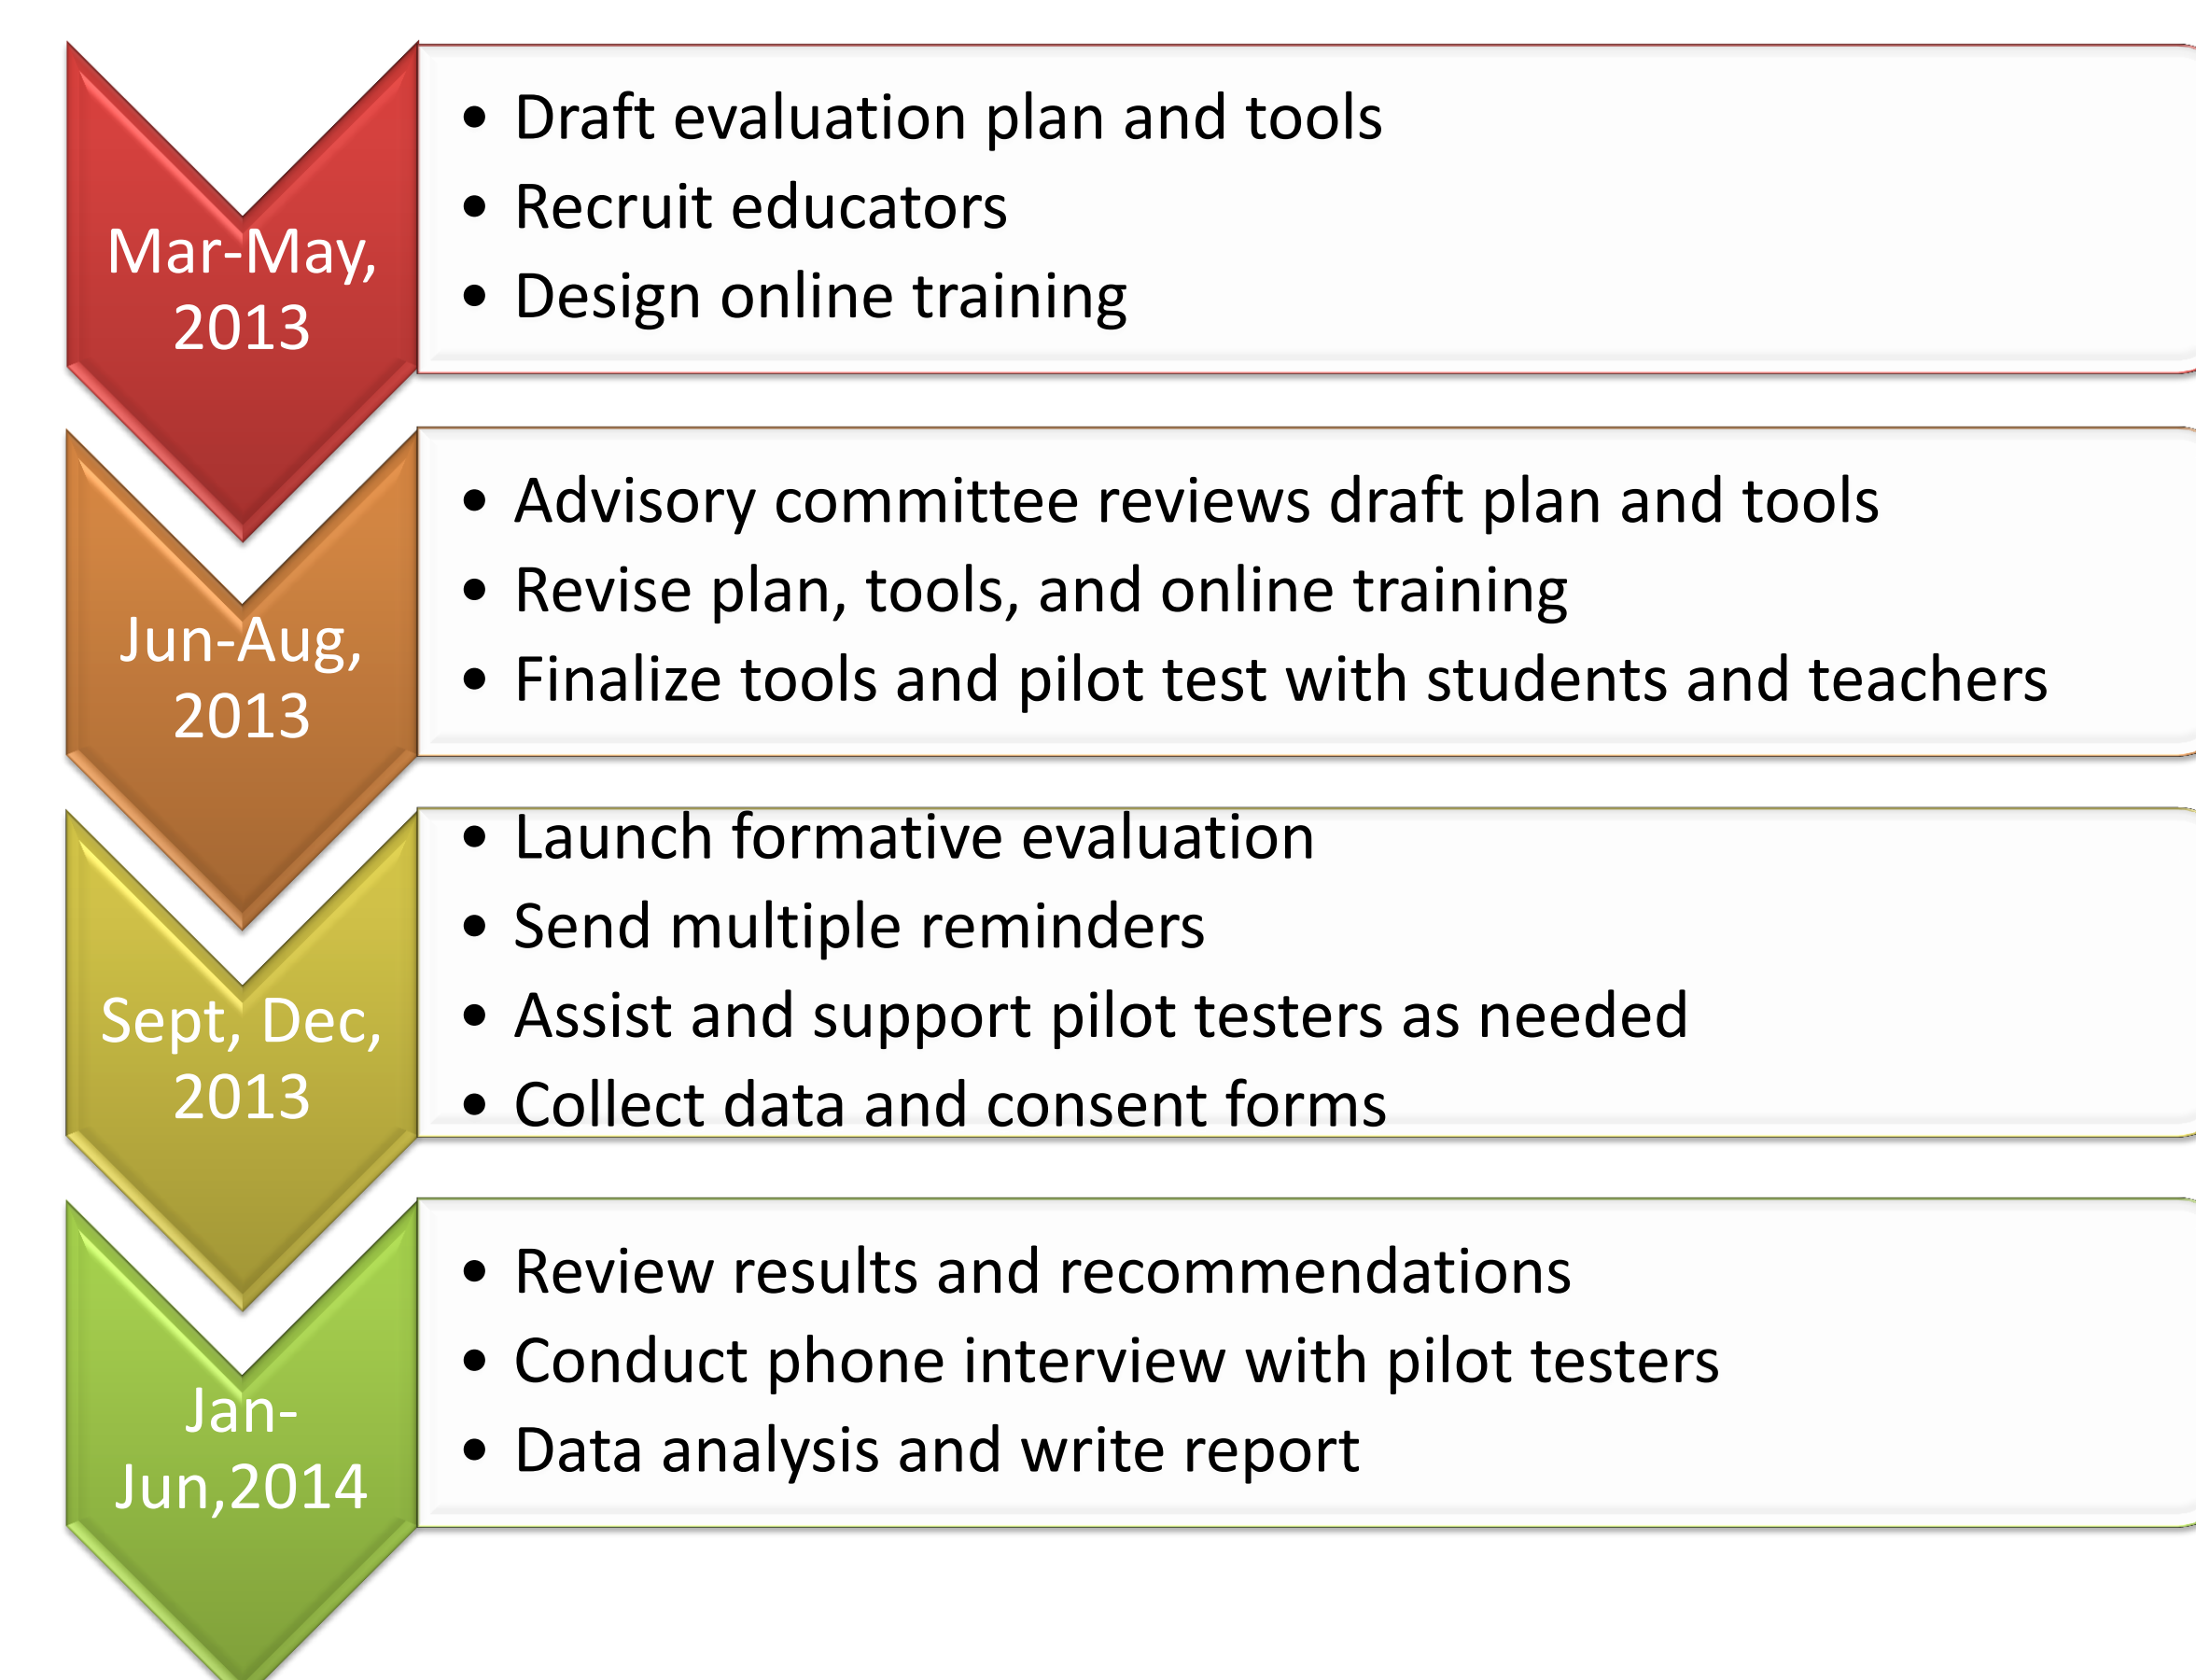 Mar-May,
2013
• Draft evaluation plan and tools
• Recruit educators
• Design online training
Jun-Aug,
2013
• Advisory committee reviews draft plan and tools
• Revise plan, tools, and online training
• Finalize tools and pilot test with students and teachers
Sept, Dec,
2013
• Launch formative evaluation
• Send multiple reminders
• Assist and support pilot testers as needed
• Collect data and consent forms
Jan-
Jun,2014
• Review results and recommendations
• Conduct phone interview with pilot testers
• Data analysis and write report